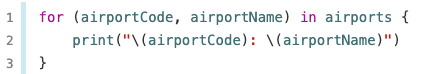 1 for (airportCode, airportName) in airports {
2     print("\(airportCode): \(airportName)")
3 }